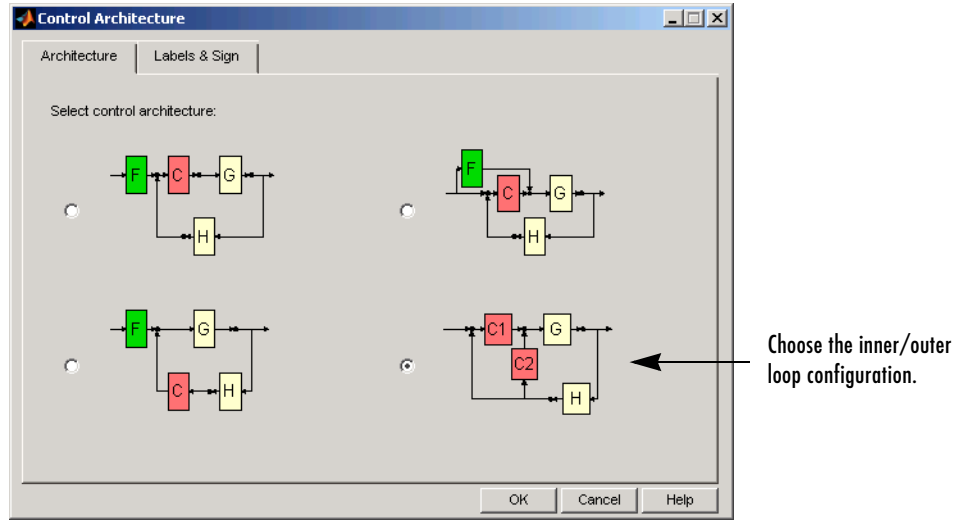 Control Architecture
Architecture
Labels & Sign
Select control architecture:
F C G
H
F
C G
H
F G
C H
C1 G
C2
H
Choose the inner/outer
loop configuration.
OK
Cancel
Help